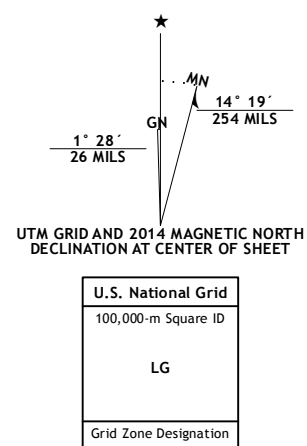 ★
MN
GN
1° 28´
26 MILS
14° 19´
254 MILS
UTM GRID AND 2014 MAGNETIC NORTH
DECLINATION AT CENTER OF SHEET
U.S. National Grid
100,000-m Square ID
LG
Grid Zone Designation